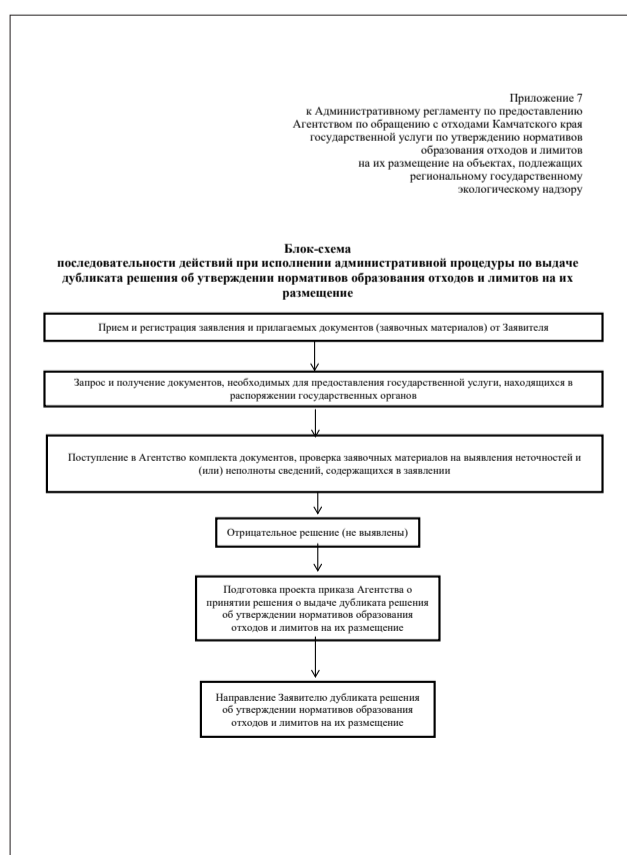 Приложение 7
к Административному регламенту по предоставлению
Агентством по обращению с отходами Камчатского края
государственной услуги по утверждению нормативов
образования отходов и лимитов
на их размещение на объектах, подлежащих
региональному государственному
экологическому надзору
Блок-схема
последовательности действий при исполнении административной процедуры по выдаче
дубликата решения об утверждении нормативов образования отходов и лимитов на их
размещение
Прием и регистрация заявления и прилагаемых документов (заявочных материалов) от Заявителя
Запрос и получение документов, необходимых для предоставления государственной услуги, находящихся в
распоряжении государственных органов
Поступление в Агентство комплекта документов, проверка заявочных материалов на выявления неточностей и
(или) неполноты сведений, содержащихся в заявлении
Отрицательное решение (не выявлены)
Подготовка проекта приказа Агентства о
принятии решения о выдаче дубликата решения
об утверждении нормативов образования
отходов и лимитов на их размещение
Направление Заявителю дубликата решения
об утверждении нормативов образования
отходов и лимитов на их размещение